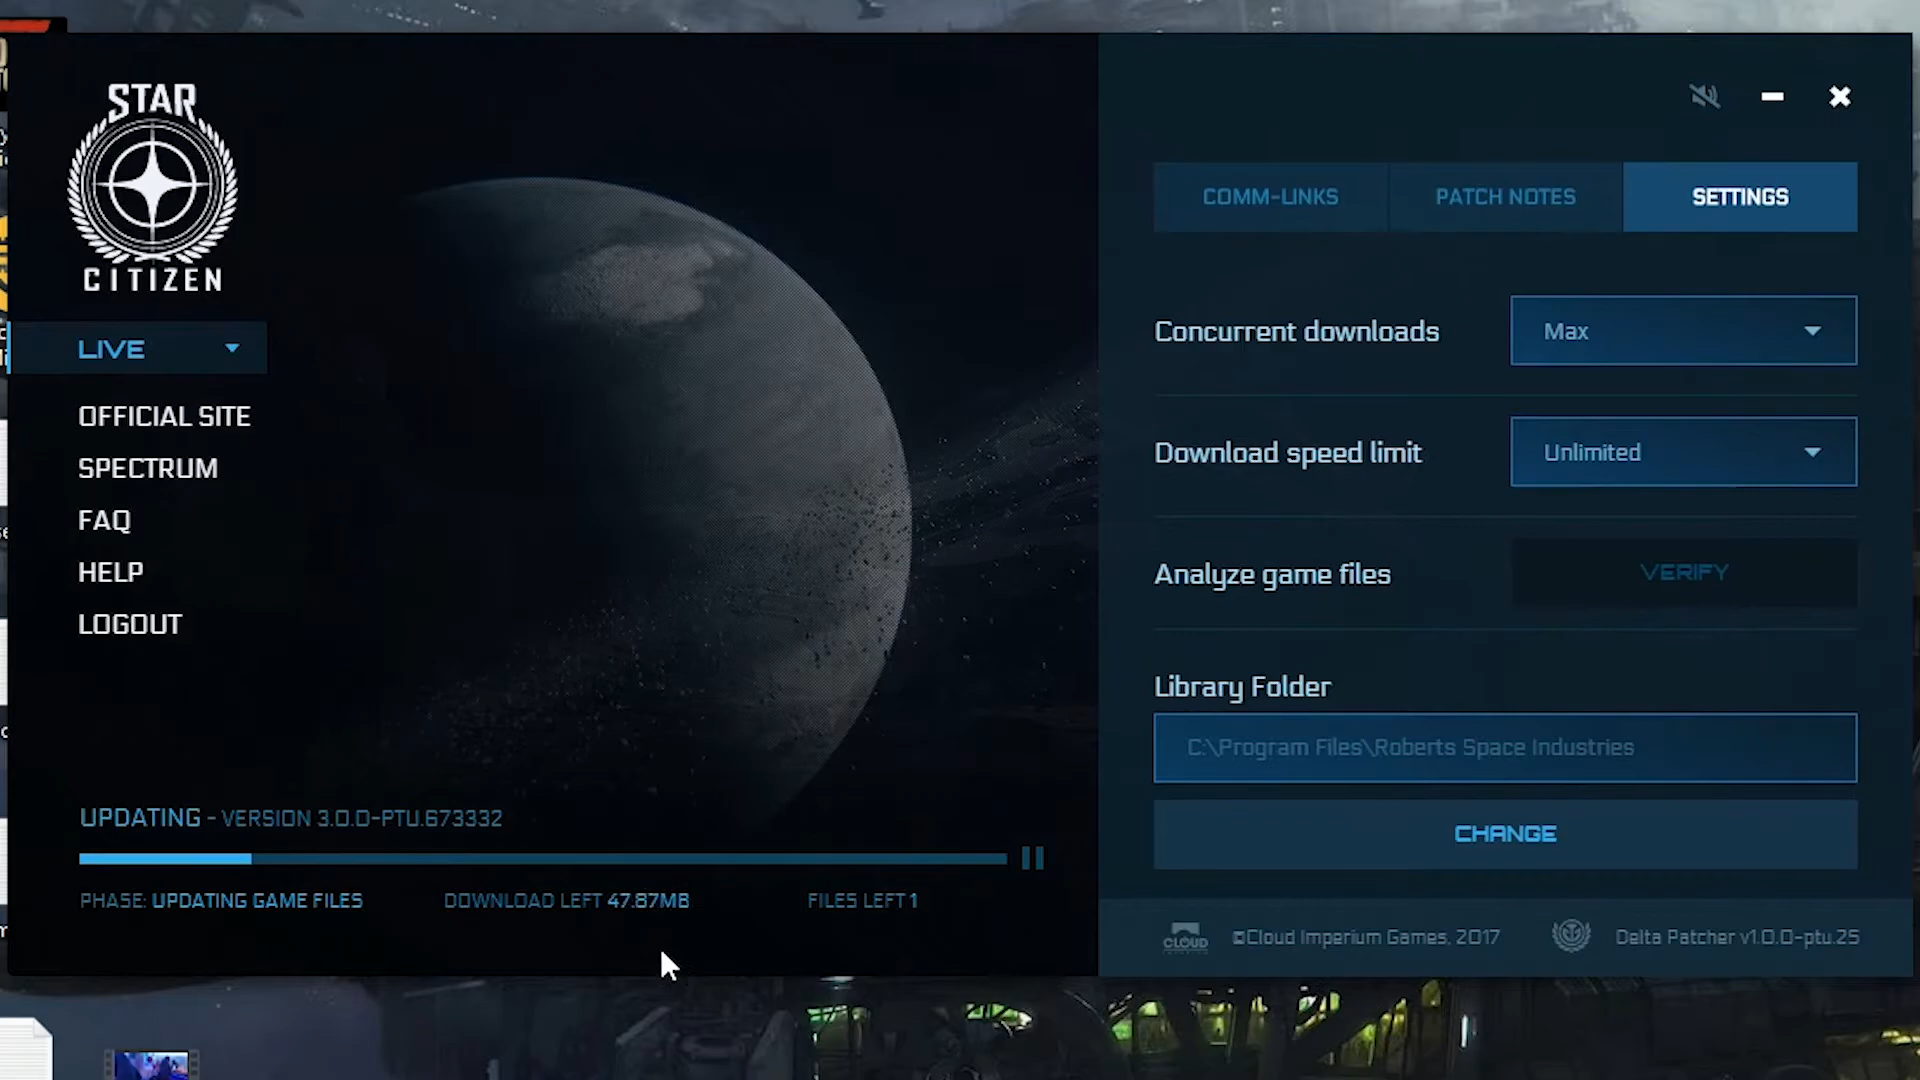 STAR
CITIZEN
LIVE
OFFICIAL SITE
SPECTRUM
FAQ
HELP
LOGOUT
UPDATING - VERSION 3.0.0-PTU.673332
PHASE: UPDATING GAME FILES
DOWNLOAD LEFT 47.87MB
FILES LEFT 1
COMM-LINKS
PATCH NOTES
SETTINGS
Concurrent downloads
Max
Download speed limit
Unlimited
Analyze game files
VERIFY
Library Folder
C:\Program Files\Roberts Space Industries
CHANGE
CLOUD
©Cloud Imperium Games, 2017
Delta Patcher v1.0.0-ptu.25